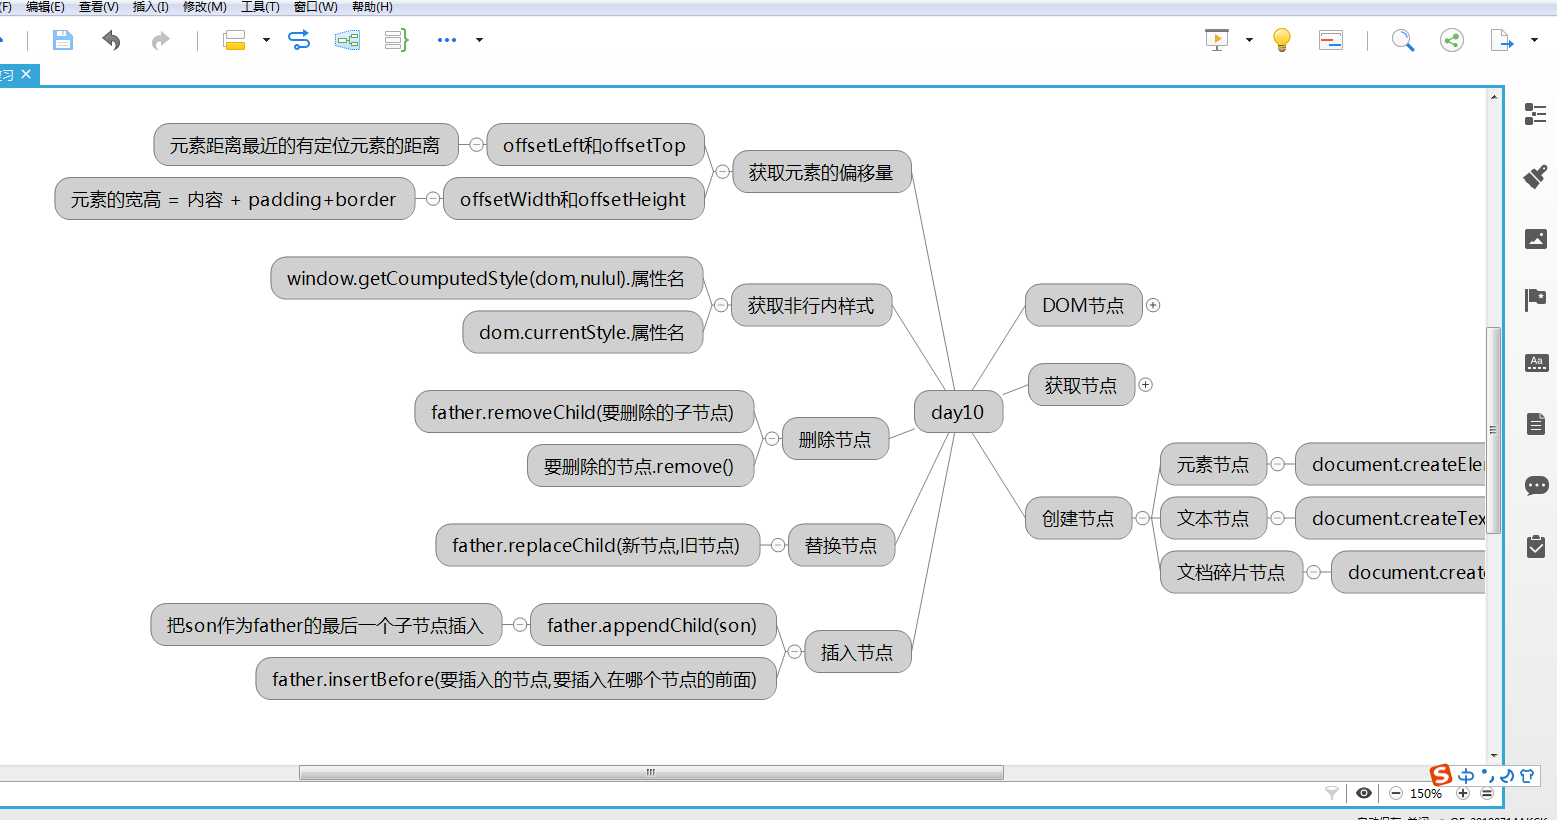 (F) 编辑(E) 查看(V) 插入(I) 修改(M) 工具(T) 窗口(W) 帮助(H)
习
元素距离最近的有定位元素的距离
offsetLeft和offsetTop
获取元素的偏移量
元素的宽高 = 内容 + padding+border
offsetWidth和offsetHeight
window.getCoumputedStyle(dom,nulul).属性名
获取非行内样式
dom.currentStyle.属性名
father.removeChild(要删除的子节点)
删除节点
要删除的节点.remove()
father.replaceChild(新节点,旧节点)
替换节点
把son作为father的最后一个子节点插入
father.appendChild(son)
插入节点
father.insertBefore(要插入的节点,要插入在哪个节点的前面)
day10
DOM节点
获取节点
创建节点
元素节点
document.createEle
文本节点
document.createTex
文档碎片节点
document.creat
Aa
S 中
150%